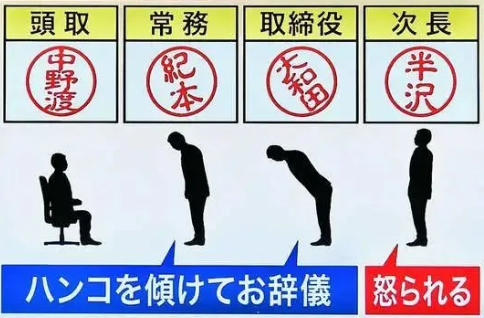 頭取 常務 取締役 次長
中野渡 紀本 大和田 半沢
ハンコを傾けてお辞儀 怒られる